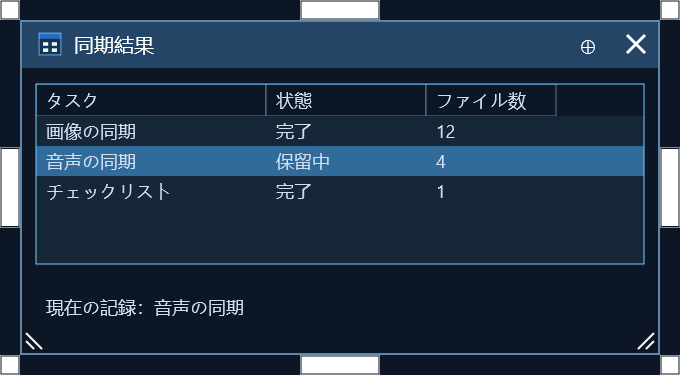 同期結果
タスク 状態 ファイル数
画像の同期 完了 12
音声の同期 保留中 4
チェックリスト 完了 1
現在の記録: 音声の同期